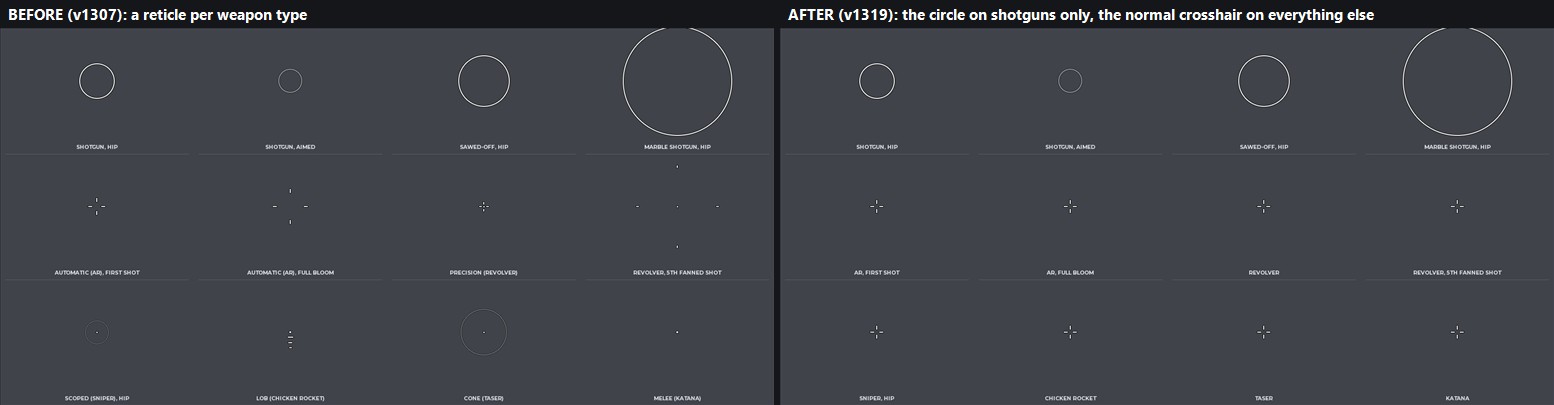 BEFORE (v1307): a reticle per weapon type
SHOTGUN, HIP
SHOTGUN, AIMED
SAWED-OFF, HIP
MARBLE SHOTGUN, HIP
AUTOMATIC (AR), FIRST SHOT
AUTOMATIC (AR), FULL BLOOM
PRECISION (REVOLVER)
REVOLVER, 5TH FANNED SHOT
SCOPED (SNIPER), HIP
LOB (CHICKEN ROCKET)
CONE (TASER)
MELEE (KATANA)
AFTER (v1319): the circle on shotguns only, the normal crosshair on everything else
SHOTGUN, HIP
SHOTGUN, AIMED
SAWED-OFF, HIP
MARBLE SHOTGUN, HIP
AR, FIRST SHOT
AR, FULL BLOOM
REVOLVER
REVOLVER, 5TH FANNED SHOT
SNIPER, HIP
CHICKEN ROCKET
TASER
KATANA